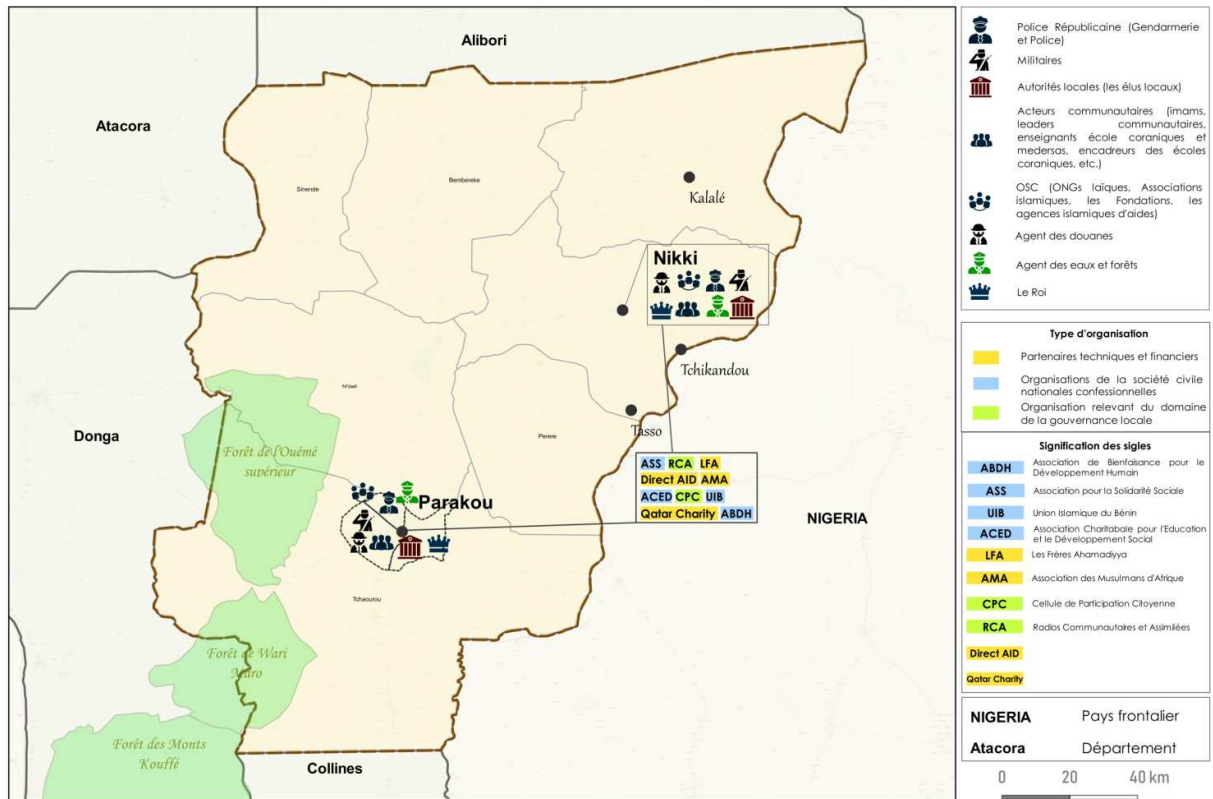 Alibori
Atacora
Sinende
Bembereke
Kalalé
Nikki
Tchikandou
N'dali
Donga
Tasso
Perere
Forêt de l'Ouémé
supérieur
ASS RCA LFA
Direct AID AMA
ACED CPC UIB
Qatar Charity ABDH
Parakou
NIGERIA
Tchaourou
Forêt de Wari
Maro
Forêt des Monts
Kouffé
Collines
Police Républicaine (Gendarmerie
et Police)
Militaires
Autorités locales (les élus locaux)
Acteurs communautaires (imams,
leaders communautaires,
enseignants école coraniques et
medersas, encadreurs des écoles
coraniques, etc.)
OSC (ONGs laïques, Associations
islamiques, les Fondations, les
agences islamiques d'aides)
Agent des douanes
Agent des eaux et forêts
Le Roi
Type d'organisation
Partenaires techniques et financiers
Organisations de la société civile
nationales confessionnelles
Organisation relevant du domaine
de la gouvernance locale
Signification des sigles
ABDH Association de Bienfaisance pour le
Développement Humain
ASS Association pour la Solidarité Sociale
UIB Union Islamique du Bénin
ACED Association Charitabale pour l'Education
et le Développement Social
LFA Les Frères Ahamadiyya
AMA Association des Musulmans d'Afrique
CPC Cellule de Participation Citoyenne
RCA Radios Communautaires et Assimilées
Direct AID
Qatar Charity
NIGERIA Pays frontalier
Atacora Département
0 20 40 km